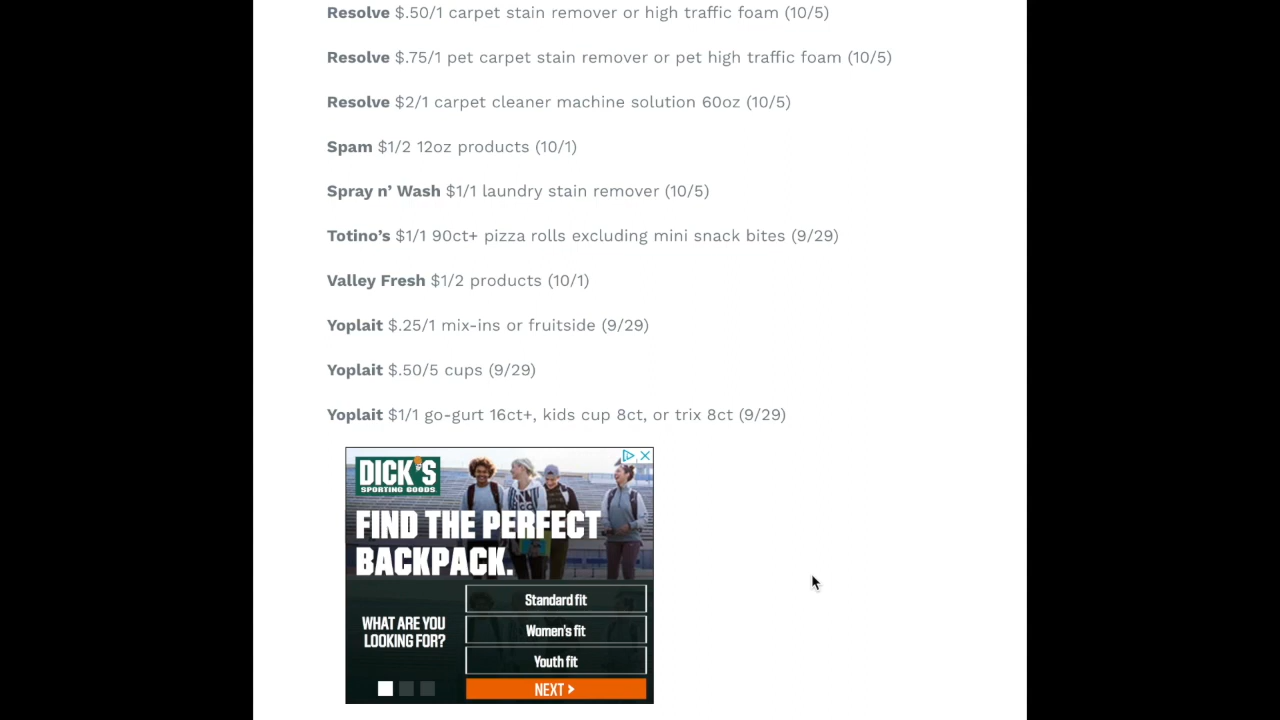 Resolve $.50/1 carpet stain remover or high traffic foam (10/5)
Resolve $.75/1 pet carpet stain remover or pet high traffic foam (10/5)
Resolve $2/1 carpet cleaner machine solution 60oz (10/5)
Spam $1/2 12oz products (10/1)
Spray n’ Wash $1/1 laundry stain remover (10/5)
Totino’s $1/1 90ct+ pizza rolls excluding mini snack bites (9/29)
Valley Fresh $1/2 products (10/1)
Yoplait $.25/1 mix-ins or fruitside (9/29)
Yoplait $.50/5 cups (9/29)
Yoplait $1/1 go-gurt 16ct+, kids cup 8ct, or trix 8ct (9/29)
DICK'S
SPORTING GOODS
FIND THE PERFECT
BACKPACK.
WHAT ARE YOU
LOOKING FOR?
Standard fit
Women's fit
Youth fit
NEXT >